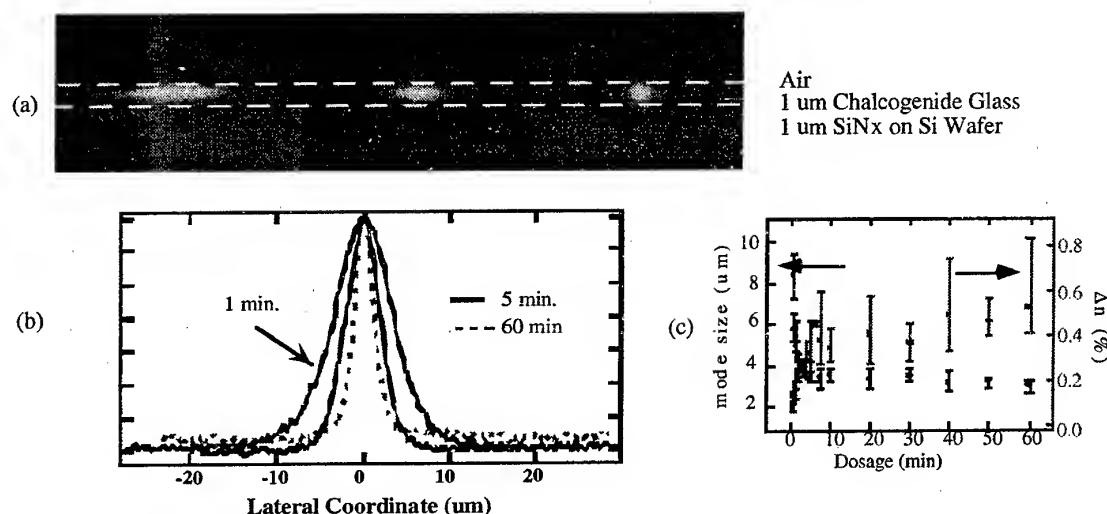 (a)
Air
1 um Chalcogenide Glass
1 um SiNx on Si Wafer
(b)
1 min.
5 min.
60 min
-20
-10
0
10
20
Lateral Coordinate (um)
(c)
mode size (um)
10
8
6
4
2
0.8
0.6
0.4
0.2
0.0
Δn (%)
0
10
20
30
40
50
60
Dosage (min)